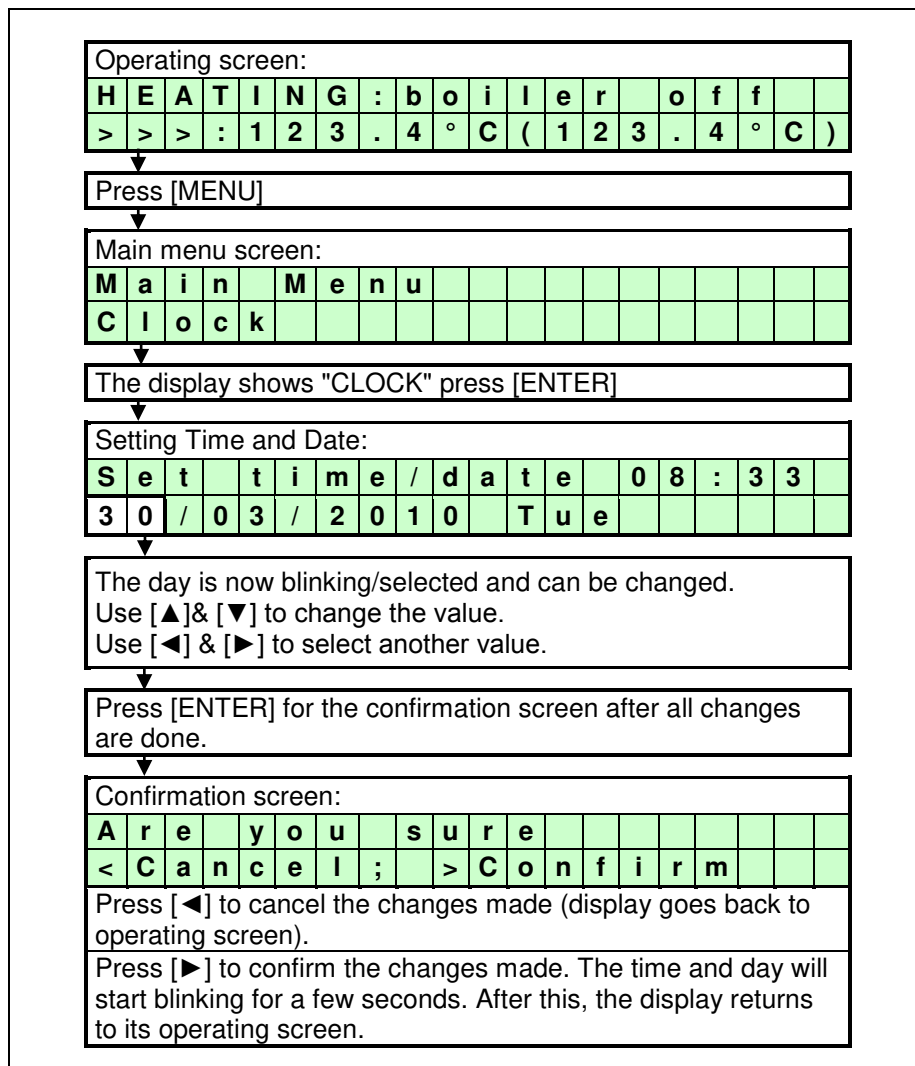 Operating screen:
HEATING:boiler off
>>>:123.4°C(123.4°C)
Press [MENU]
Main menu screen:
Main Menu
Clock
The display shows "CLOCK" press [ENTER]
Setting Time and Date:
Set time/date 08:33
30/03/2010 Tue
The day is now blinking/selected and can be changed.
Use [▲]& [▼] to change the value.
Use [◄] & [►] to select another value.
Press [ENTER] for the confirmation screen after all changes
are done.
Confirmation screen:
Are you sure
<Cancel; >Confirm
Press [◄] to cancel the changes made (display goes back to
operating screen).
Press [►] to confirm the changes made. The time and day will
start blinking for a few seconds. After this, the display returns
to its operating screen.